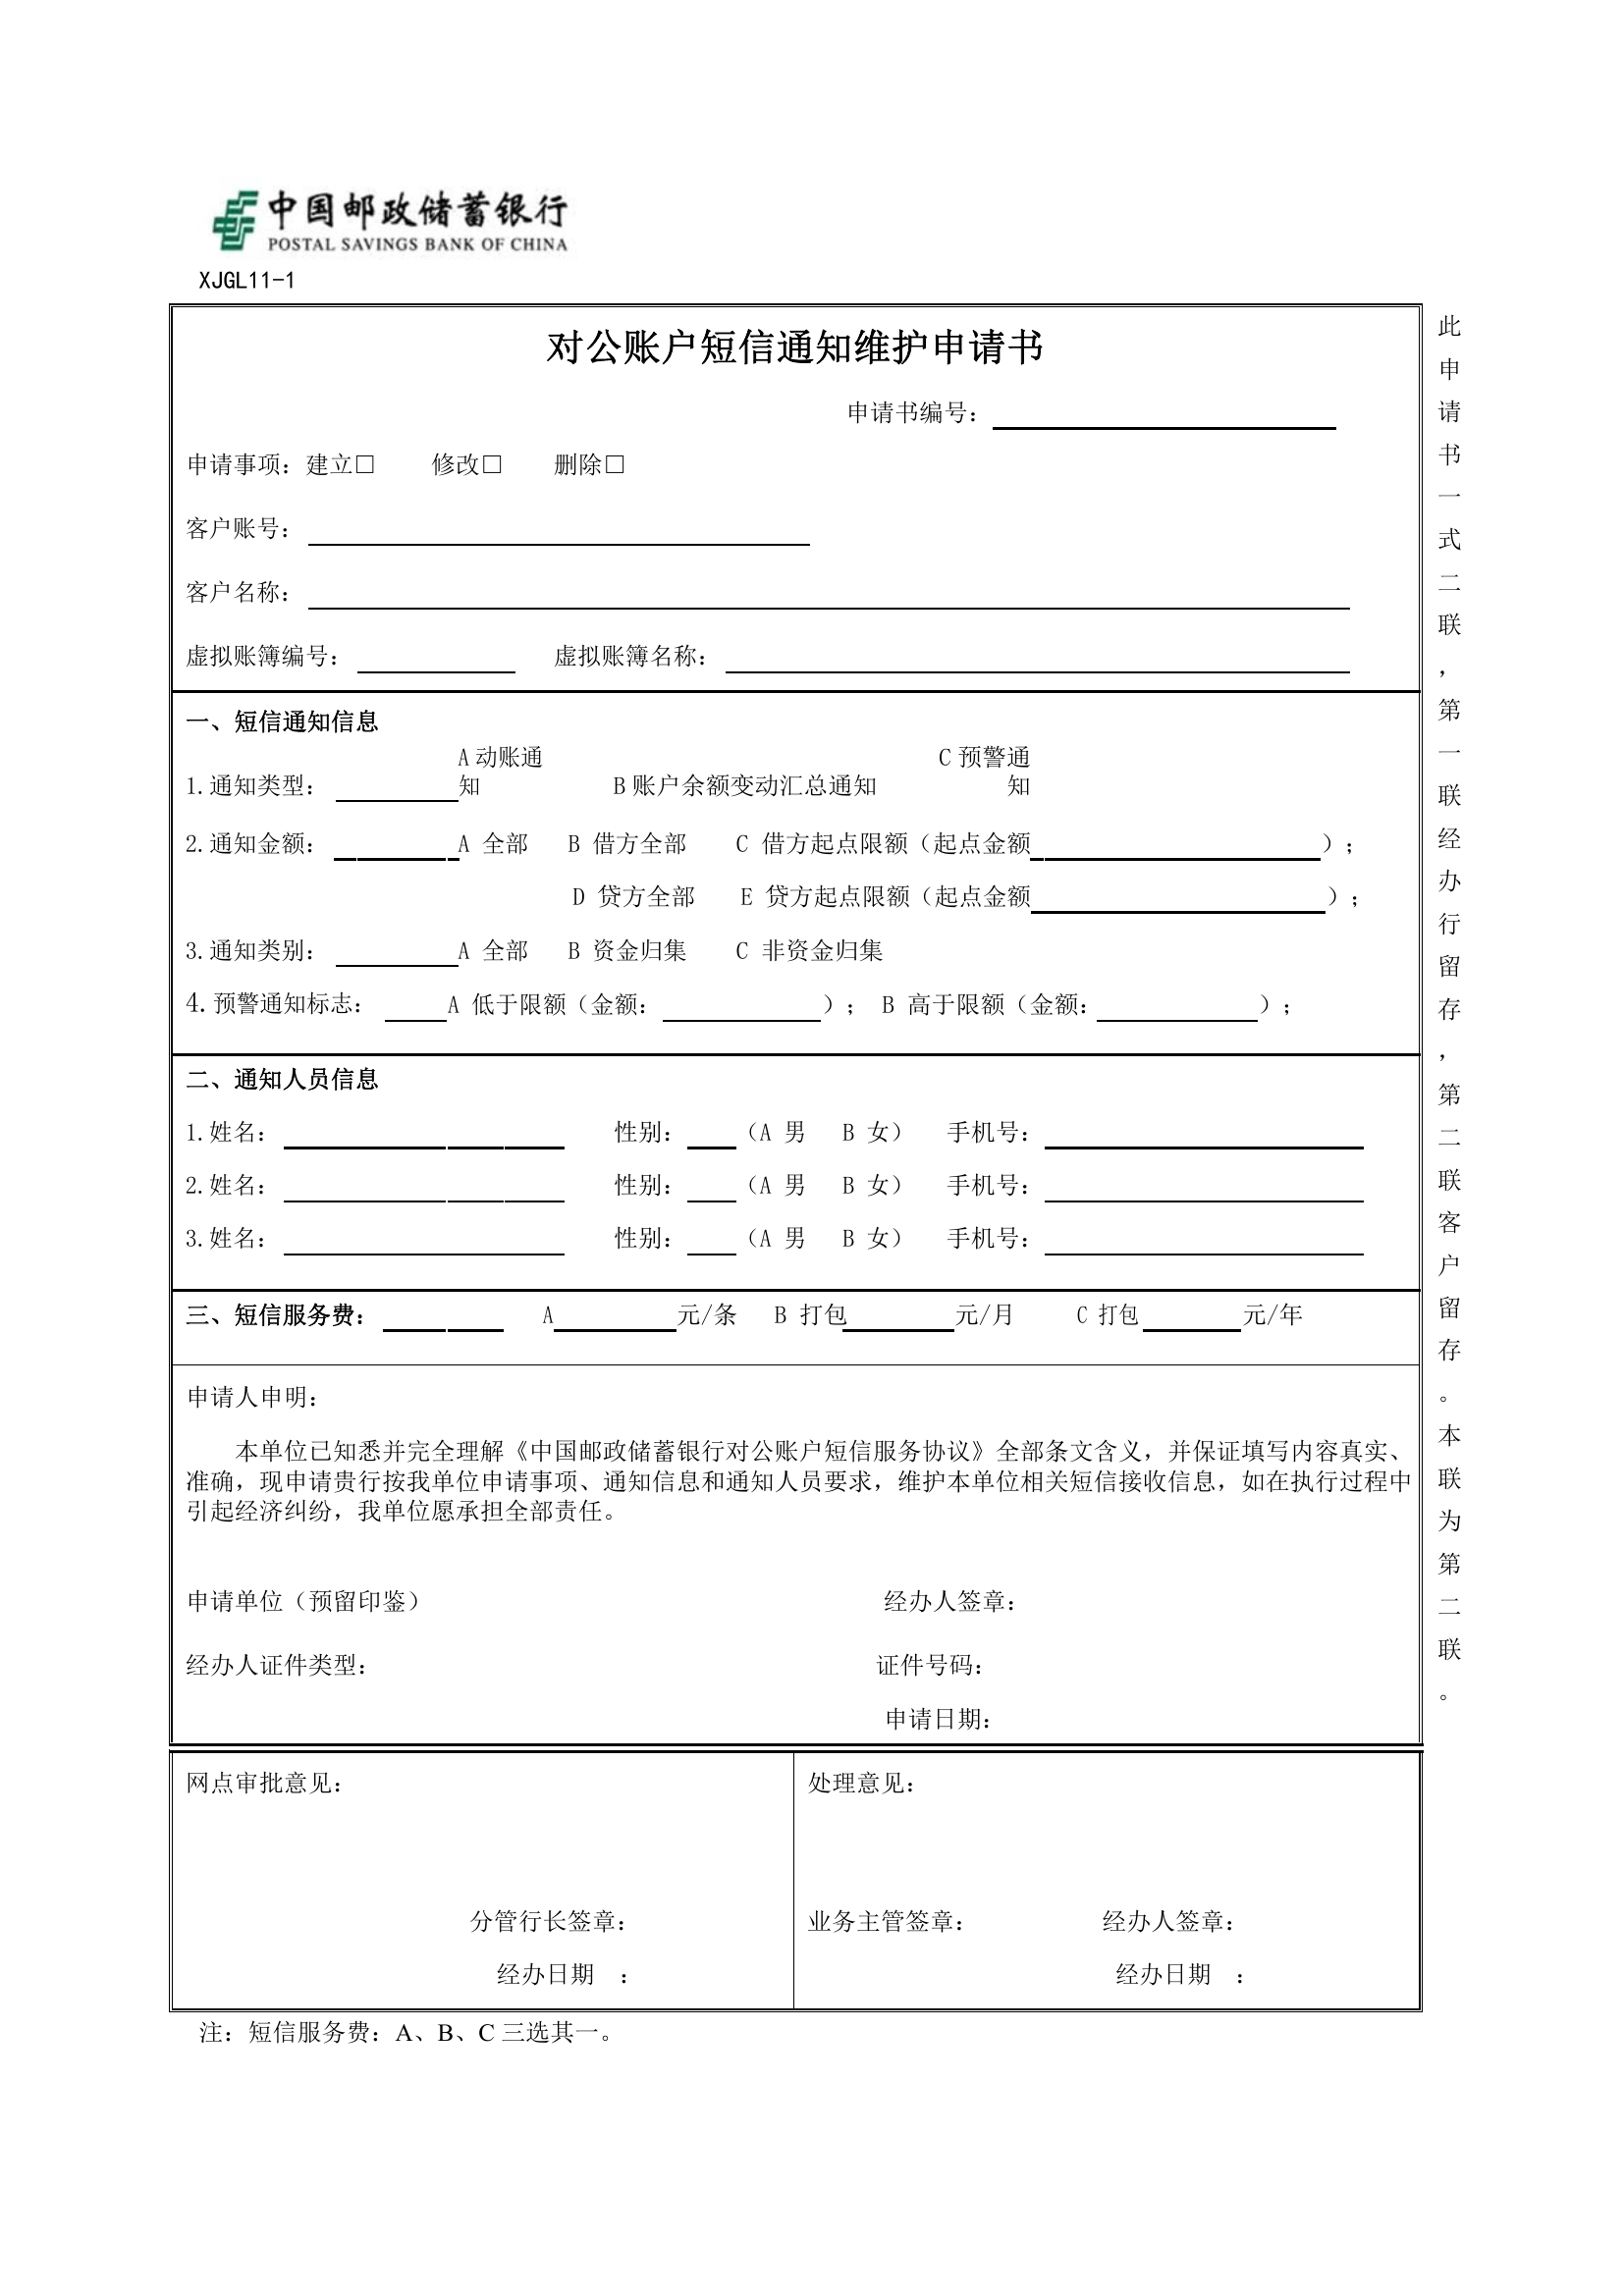 中国邮政储蓄银行
POSTAL SAVINGS BANK OF CHINA
XJGL11-1
对公账户短信通知维护申请书
申请书编号：
申请事项：建立□ 修改□ 删除□
客户账号：
客户名称：
虚拟账簿编号： 虚拟账簿名称：
一、短信通知信息
1.通知类型： A动账通知 B账户余额变动汇总通知 C预警通知
2.通知金额： A 全部 B 借方全部 C 借方起点限额（起点金额 ）；
D 贷方全部 E 贷方起点限额（起点金额 ）；
3.通知类别： A 全部 B 资金归集 C 非资金归集
4.预警通知标志： A 低于限额（金额： ）； B 高于限额（金额： ）；
二、通知人员信息
1.姓名： 性别： （A 男 B 女） 手机号：
2.姓名： 性别： （A 男 B 女） 手机号：
3.姓名： 性别： （A 男 B 女） 手机号：
三、短信服务费： A 元/条 B 打包 元/月 C 打包 元/年
申请人申明：
本单位已知悉并完全理解《中国邮政储蓄银行对公账户短信服务协议》全部条文含义，并保证填写内容真实、
准确，现申请贵行按我单位申请事项、通知信息和通知人员要求，维护本单位相关短信接收信息，如在执行过程中
引起经济纠纷，我单位愿承担全部责任。
申请单位（预留印鉴） 经办人签章：
经办人证件类型： 证件号码：
申请日期：
网点审批意见：
分管行长签章：
经办日期 ：
处理意见：
业务主管签章： 经办人签章：
经办日期 ：
注：短信服务费：A、B、C 三选其一。
此申请书一式二联，第一联经办行留存，第二联客户留存。本联为第二联。